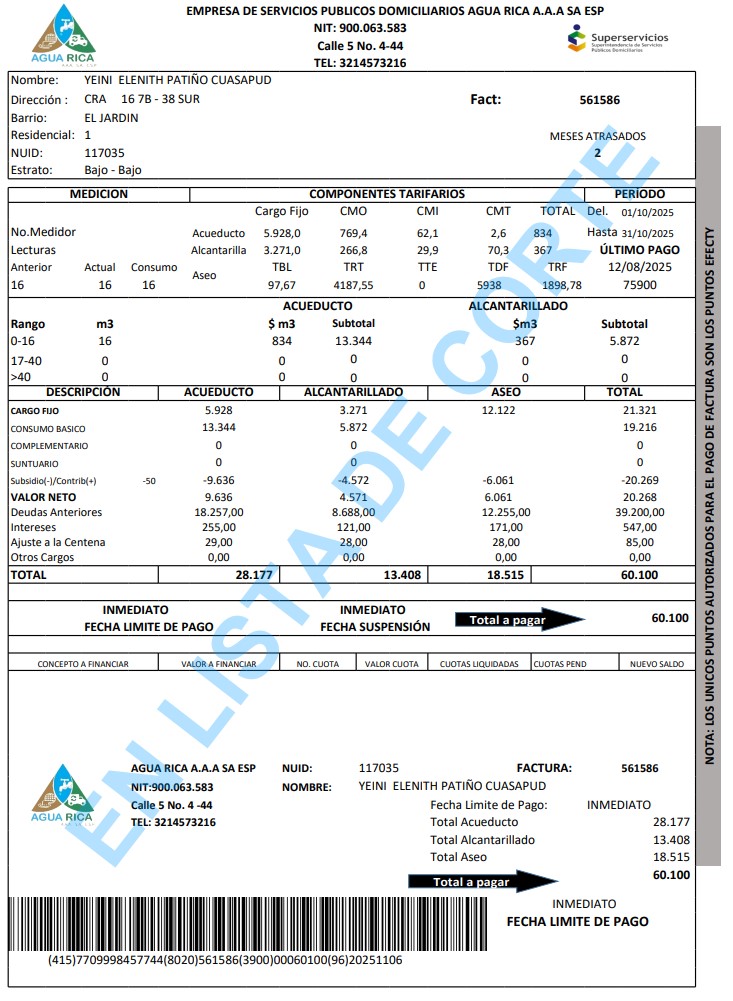 EMPRESA DE SERVICIOS PUBLICOS DOMICILIARIOS AGUA RICA A.A.A SA ESP
NIT: 900.063.583
Calle 5 No. 4-44
TEL: 3214573216
AGUA RICA
Superservicios
Superintendencia de Servicios
Públicos Domiciliarios
Nombre: YEINI ELENITH PATIÑO CUASAPUD
Dirección : CRA 16 7B - 38 SUR Fact: 561586
Barrio: EL JARDIN
Residencial: 1 MESES ATRASADOS
NUID: 117035 2
Estrato: Bajo - Bajo
MEDICION COMPONENTES TARIFARIOS PERÍODO
Cargo Fijo CMO CMI CMT TOTAL Del. 01/10/2025
No.Medidor Acueducto 5.928,0 769,4 62,1 2,6 834 Hasta 31/10/2025
Lecturas Alcantarilla 3.271,0 266,8 29,9 70,3 367 ÚLTIMO PAGO
Anterior Actual Consumo Aseo TBL TRT TTE TDF TRF 12/08/2025
16 16 16 97,67 4187,55 0 5938 1898,78 75900
ACUEDUCTO ALCANTARILLADO
Rango m3 $ m3 Subtotal $m3 Subtotal
0-16 16 834 13.344 367 5.872
17-40 0 0 0 0 0
>40 0 0 0 0 0
DESCRIPCIÓN ACUEDUCTO ALCANTARILLADO ASEO TOTAL
CARGO FIJO 5.928 3.271 12.122 21.321
CONSUMO BASICO 13.344 5.872 19.216
COMPLEMENTARIO 0 0 0
SUNTUARIO 0 0 0
Subsidio(-)/Contrib(+) -50 -9.636 -4.572 -6.061 -20.269
VALOR NETO 9.636 4.571 6.061 20.268
Deudas Anteriores 18.257,00 8.688,00 12.255,00 39.200,00
Intereses 255,00 121,00 171,00 547,00
Ajuste a la Centena 29,00 28,00 28,00 85,00
Otros Cargos 0,00 0,00 0,00 0,00
TOTAL 28.177 13.408 18.515 60.100
INMEDIATO INMEDIATO Total a pagar 60.100
FECHA LIMITE DE PAGO FECHA SUSPENSIÓN
CONCEPTO A FINANCIAR VALOR A FINANCIAR NO. CUOTA VALOR CUOTA CUOTAS LIQUIDADAS CUOTAS PEND NUEVO SALDO
AGUA RICA
AGUA RICA A.A.A SA ESP NUID: 117035 FACTURA: 561586
NIT:900.063.583 NOMBRE: YEINI ELENITH PATIÑO CUASAPUD
Calle 5 No. 4 -44 Fecha Limite de Pago: INMEDIATO
TEL: 3214573216 Total Acueducto 28.177
Total Alcantarillado 13.408
Total Aseo 18.515
Total a pagar 60.100
INMEDIATO
FECHA LIMITE DE PAGO
(415)7709998457744(8020)561586(3900)00060100(96)20251106
NOTA: LOS UNICOS PUNTOS AUTORIZADOS PARA EL PAGO DE FACTURA SON LOS PUNTOS EFECTY
EN LISTA DE CORTE